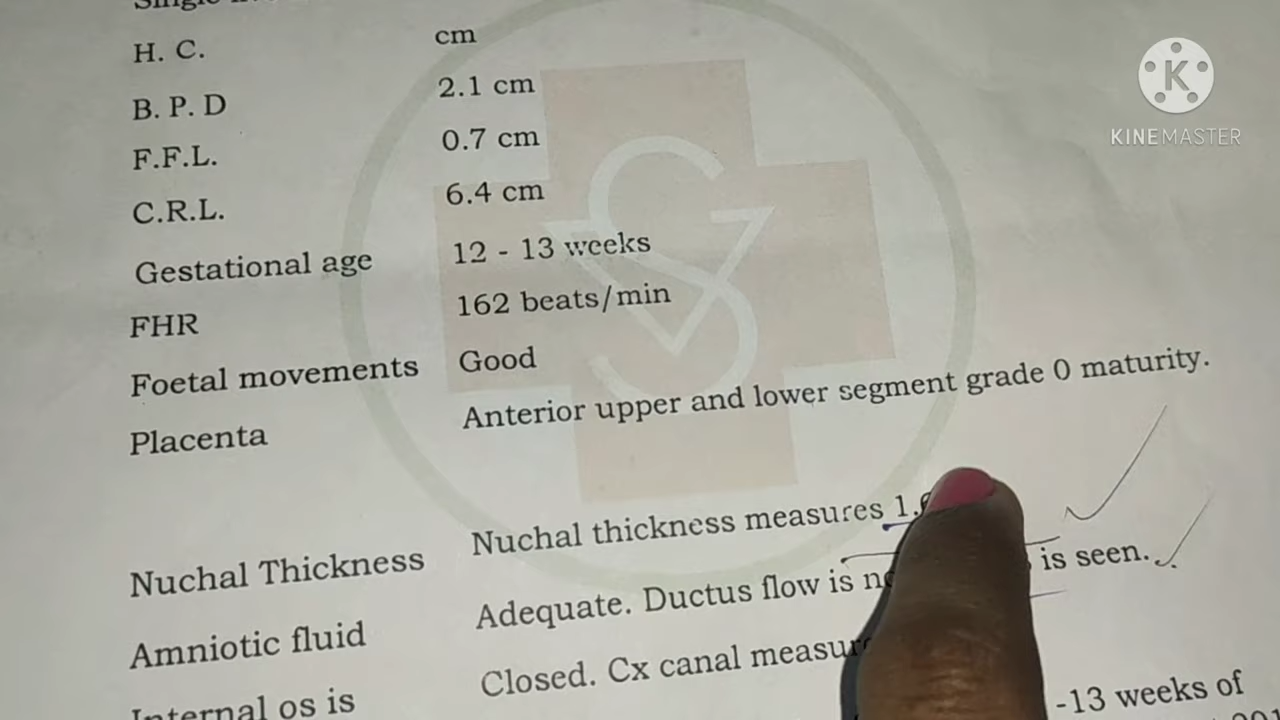 H. C. cm
B. P. D 2.1 cm
F.F.L. 0.7 cm
C.R.L. 6.4 cm
Gestational age 12 - 13 weeks
FHR 162 beats/min
Foetal movements Good
Placenta Anterior upper and lower segment grade 0 maturity.
Nuchal Thickness Nuchal thickness measures
Amniotic fluid Adequate. Ductus flow is is seen.
Internal os is Closed. Cx canal
-13 weeks of
K
KINEMASTER